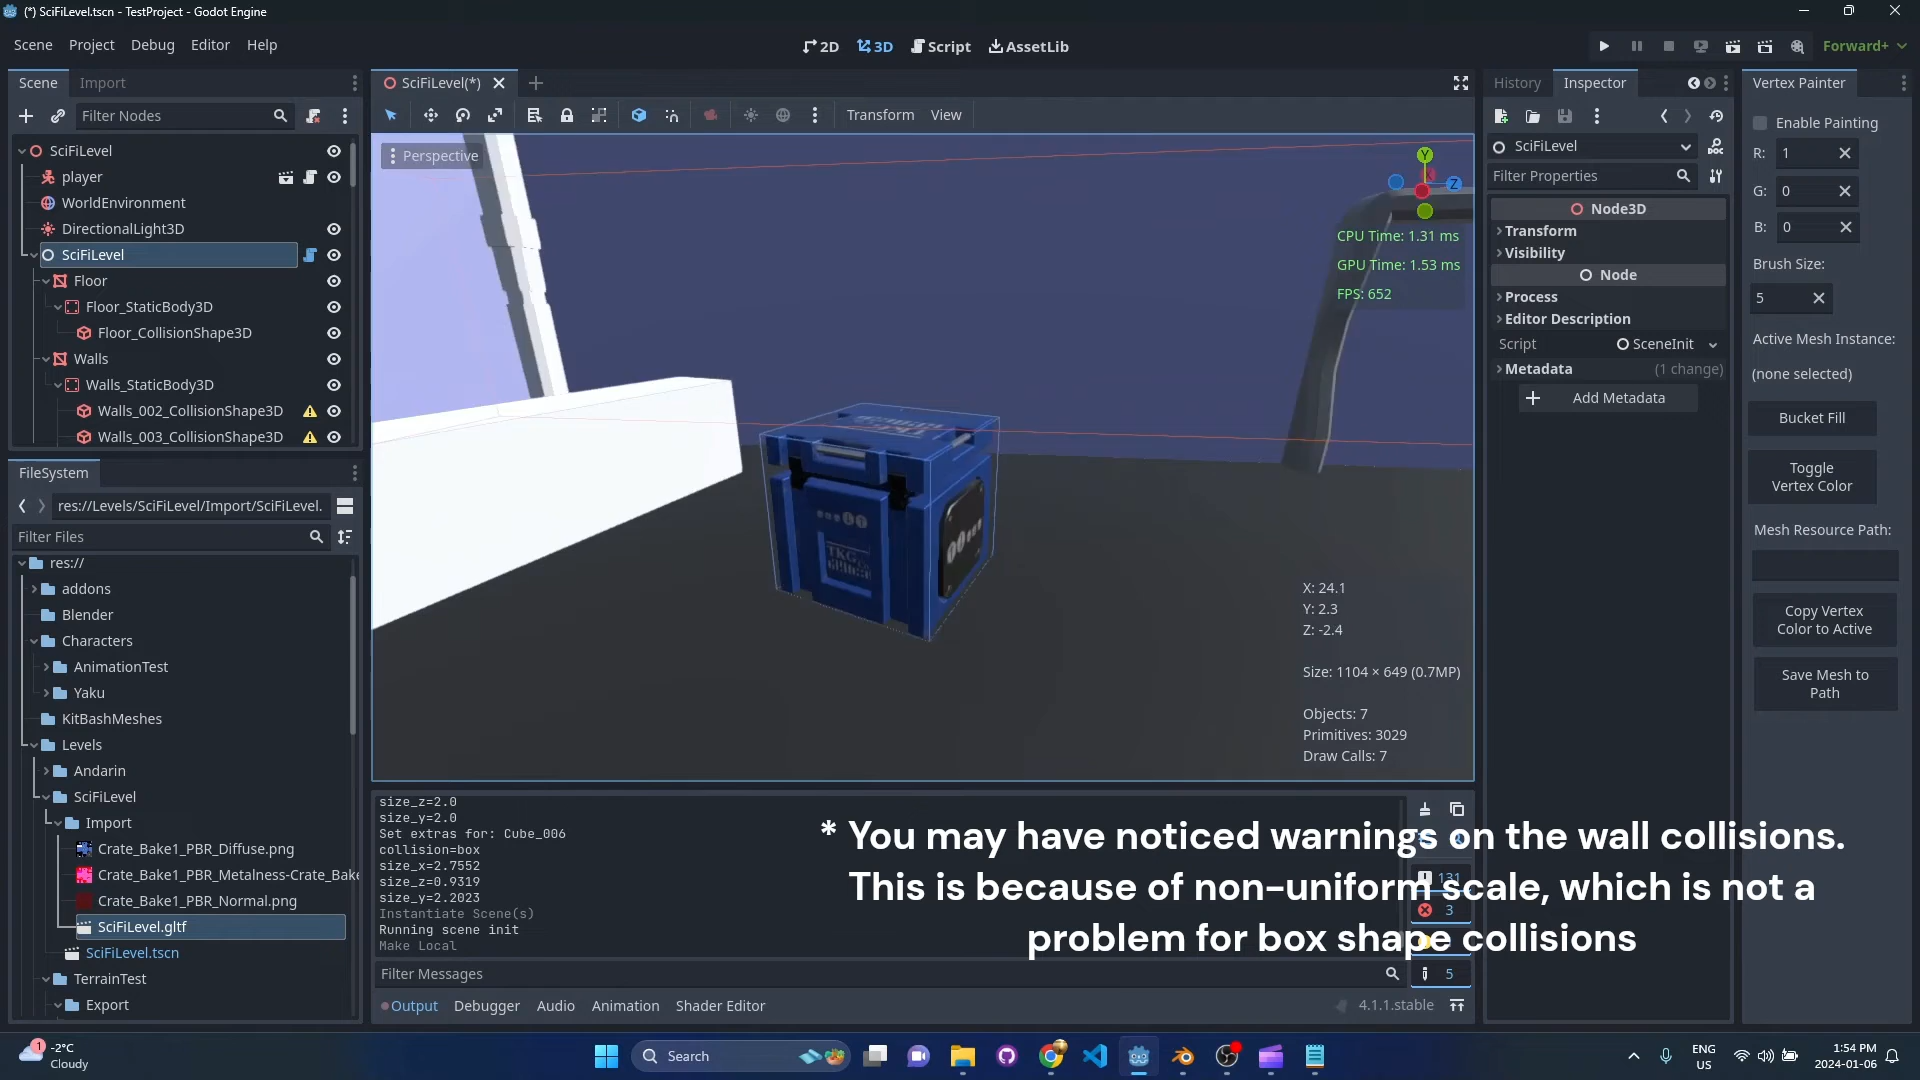 (*) SciFiLevel.tscn - TestProject - Godot Engine
Scene Project Debug Editor Help
2D 3D Script AssetLib
Forward+
Scene Import
Filter Nodes
SciFiLevel
player
WorldEnvironment
DirectionalLight3D
SciFiLevel
Floor
Floor_StaticBody3D
Floor_CollisionShape3D
Walls
Walls_StaticBody3D
Walls_002_CollisionShape3D
Walls_003_CollisionShape3D
FileSystem
res://Levels/SciFiLevel/Import/SciFiLevel.
Filter Files
res://
addons
Blender
Characters
AnimationTest
Yaku
KitBashMeshes
Levels
Andarin
SciFiLevel
Import
Crate_Bake1_PBR_Diffuse.png
Crate_Bake1_PBR_Metalness-Crate_Bake
Crate_Bake1_PBR_Normal.png
SciFiLevel.gltf
SciFiLevel.tscn
TerrainTest
Export
SciFiLevel(*)
Transform View
Perspective
Y
X
Z
CPU Time: 1.31 ms
GPU Time: 1.53 ms
FPS: 652
X: 24.1
Y: 2.3
Z: -2.4
Size: 1104 × 649 (0.7MP)
Objects: 7
Primitives: 3029
Draw Calls: 7
size_z=2.0
size_y=2.0
Set extras for: Cube_006
collision=box
size_x=2.7552
size_z=0.9319
size_y=2.2023
Instantiate Scene(s)
Running scene init
Make Local
131
3
5
* You may have noticed warnings on the wall collisions.
This is because of non-uniform scale, which is not a
problem for box shape collisions
Filter Messages
Output Debugger Audio Animation Shader Editor
4.1.1.stable
History Inspector
SciFiLevel
DOC
Filter Properties
Node3D
Transform
Visibility
Node
Process
Editor Description
Script SceneInit
Metadata (1 change)
Add Metadata
Vertex Painter
Enable Painting
R: 1
G: 0
B: 0
Brush Size:
5
Active Mesh Instance:
(none selected)
Bucket Fill
Toggle
Vertex Color
Mesh Resource Path:
Copy Vertex
Color to Active
Save Mesh to
Path
1
-2°C
Cloudy
Search
ENG
US
1:54 PM
2024-01-06